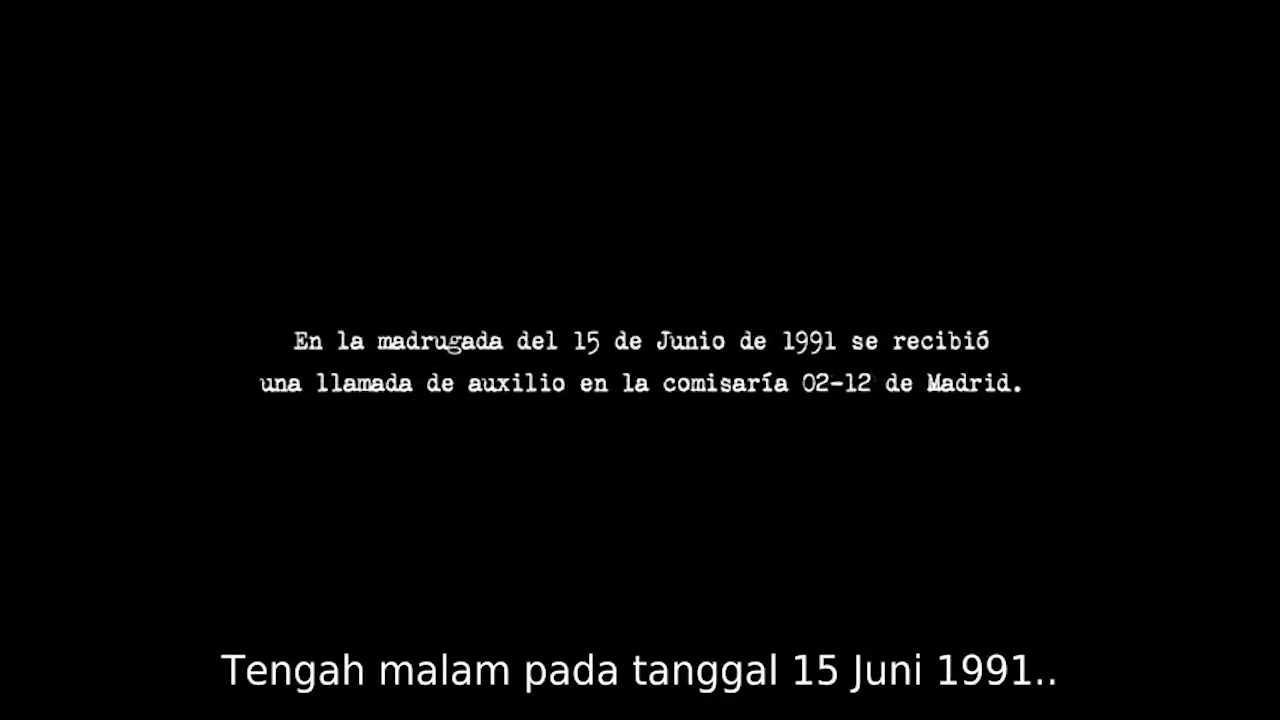 En la madrugada del 15 de Junio de 1991 se recibió
una llamada de auxilio en la comisaría 02-12 de Madrid.
Tengah malam pada tanggal 15 Juni 1991..